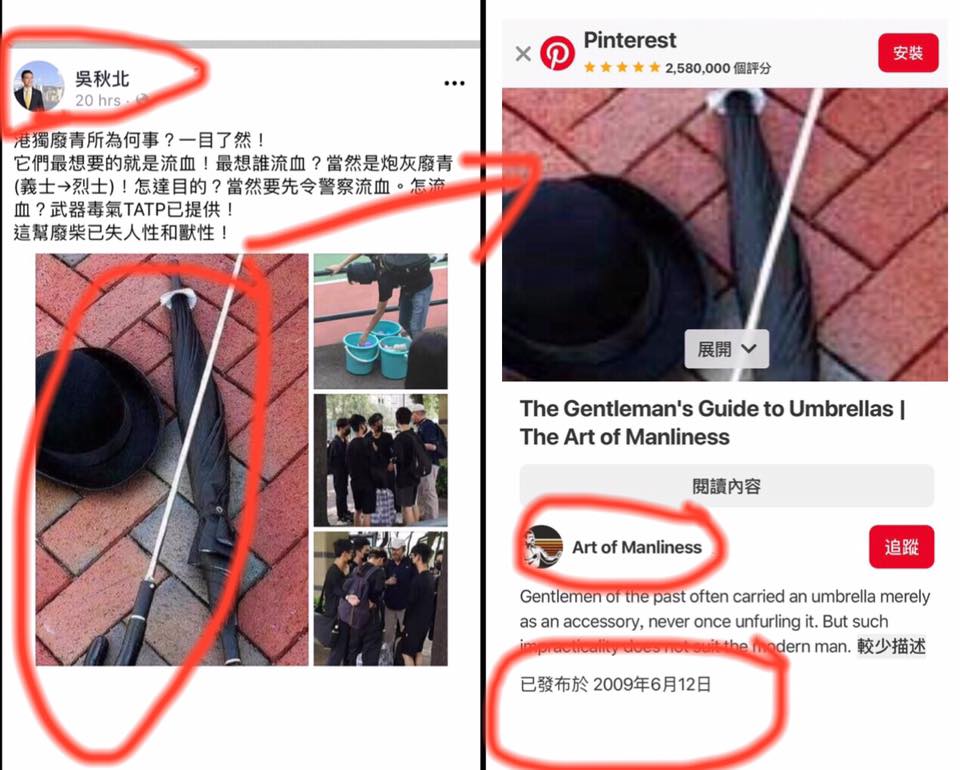 吳秋北
20 hrs ·
港獨廢青所為何事？一目了然！
它們最想要的就是流血！最想誰流血？當然是炮灰廢青
(義士→烈士)！怎達目的？當然要先令警察流血。怎流
血？武器毒氣TATP已提供！
這幫廢柴已失人性和獸性！
Pinterest
2,580,000 個評分
安裝
展開
The Gentleman's Guide to Umbrellas |
The Art of Manliness
閱讀內容
Art of Manliness
追蹤
Gentlemen of the past often carried an umbrella merely
as an accessory, never once unfurling it. But such
impracticality does not suit the modern man. 較少描述
已發布於 2009年6月12日